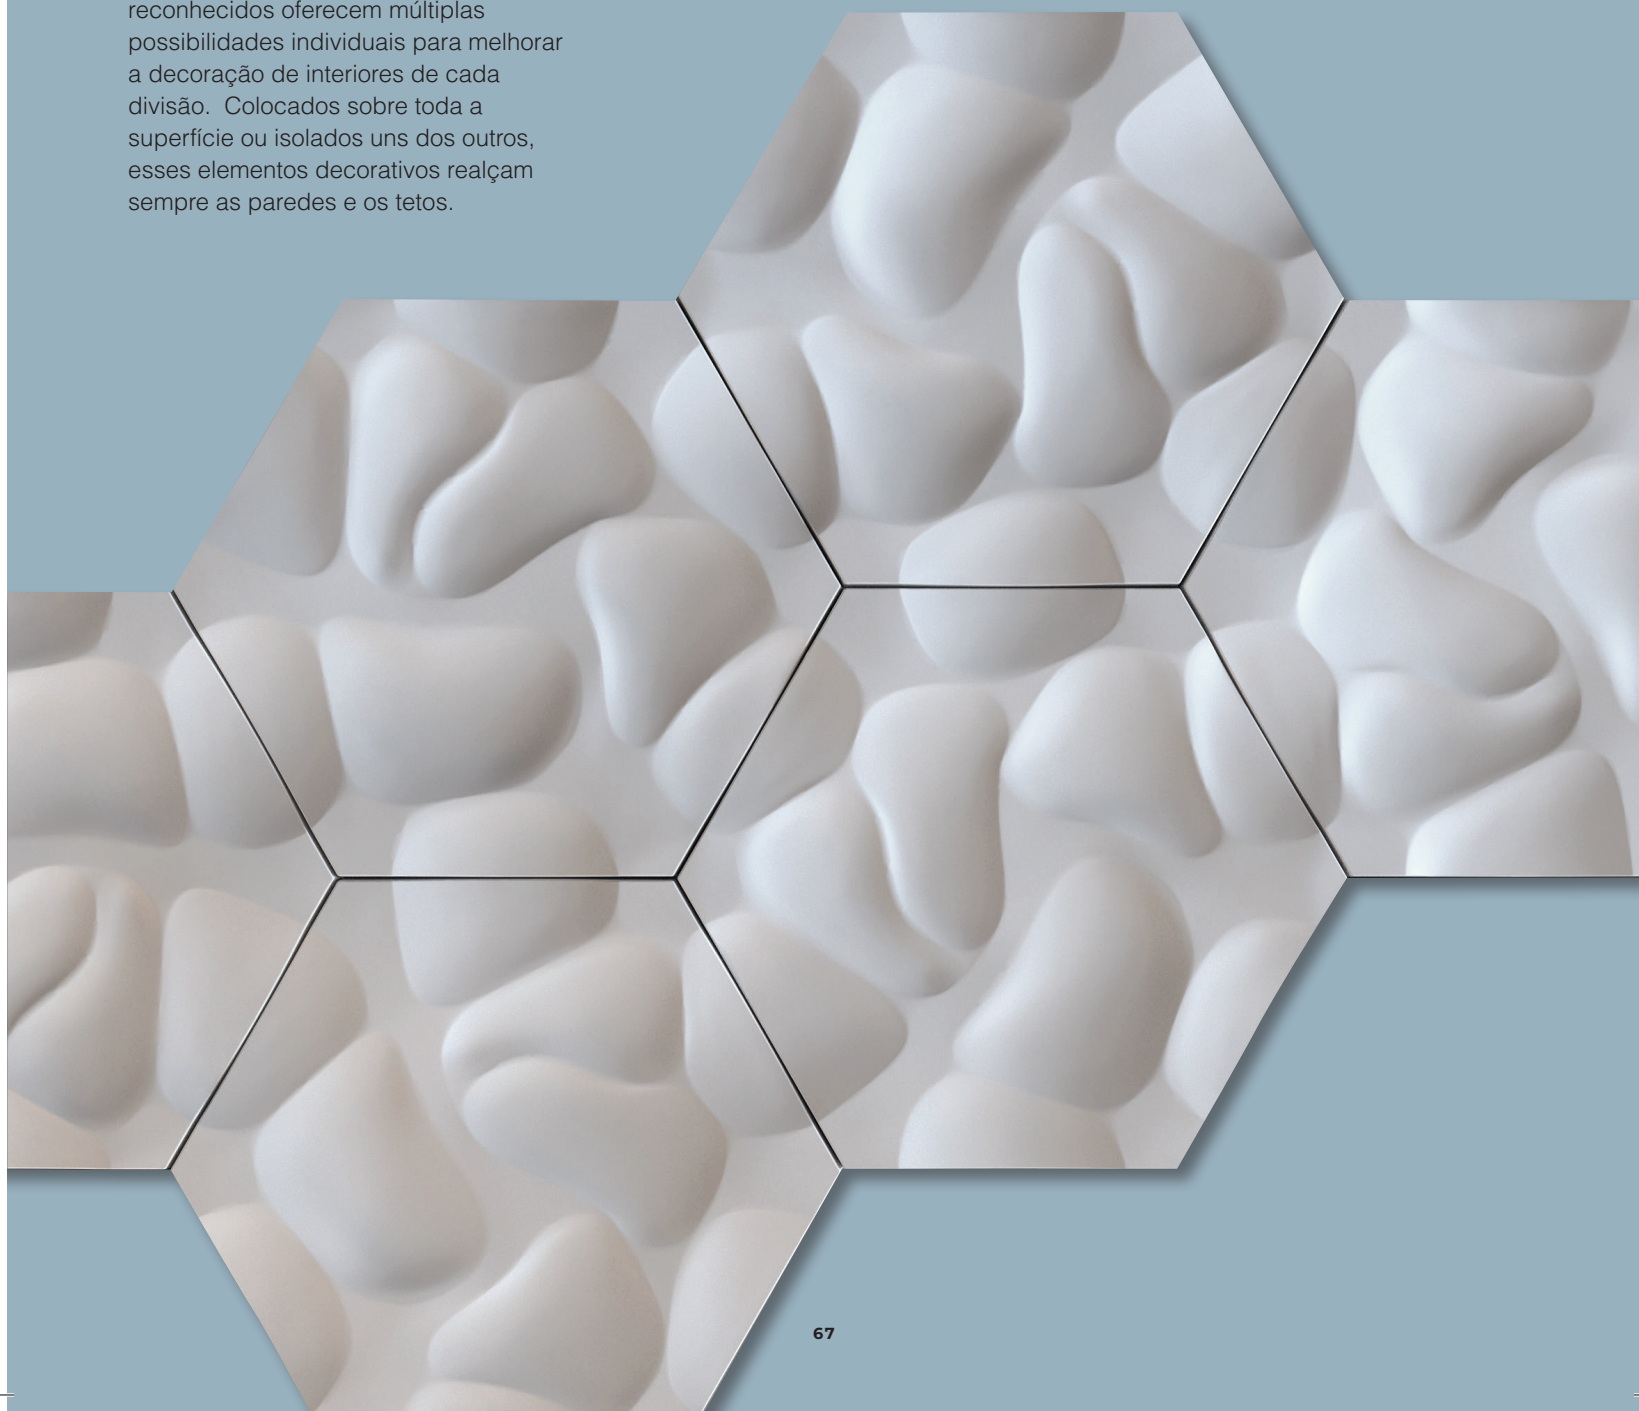 reconhecidos oferecem múltiplas
possibilidades individuais para melhorar
a decoração de interiores de cada
divisão.  Colocados sobre toda a
superfície ou isolados uns dos outros,
esses elementos decorativos realçam
sempre as paredes e os tetos.
67